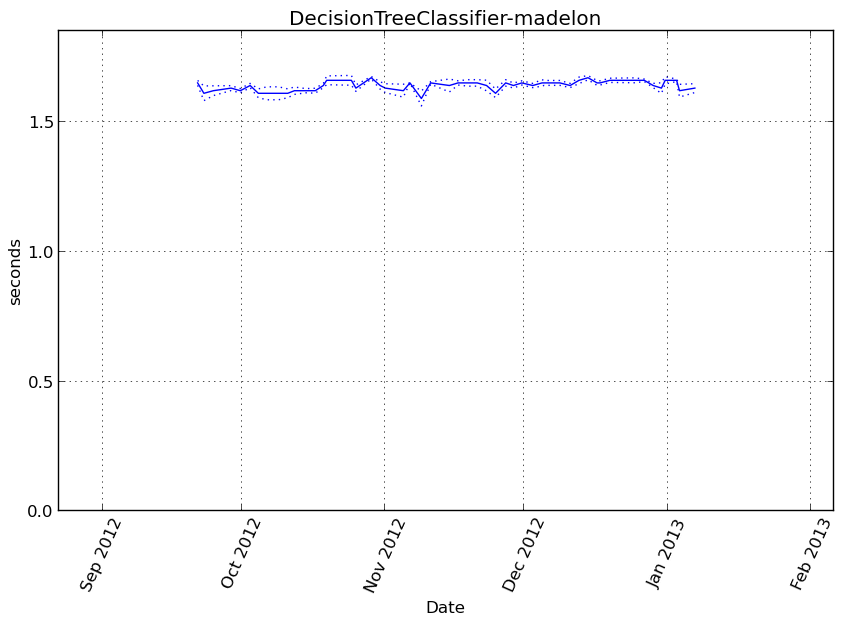 DecisionTreeClassifier-madelon
1.5
1.0
0.5
0.0
seconds
Sep 2012
Oct 2012
Nov 2012
Dec 2012
Jan 2013
Feb 2013
Date